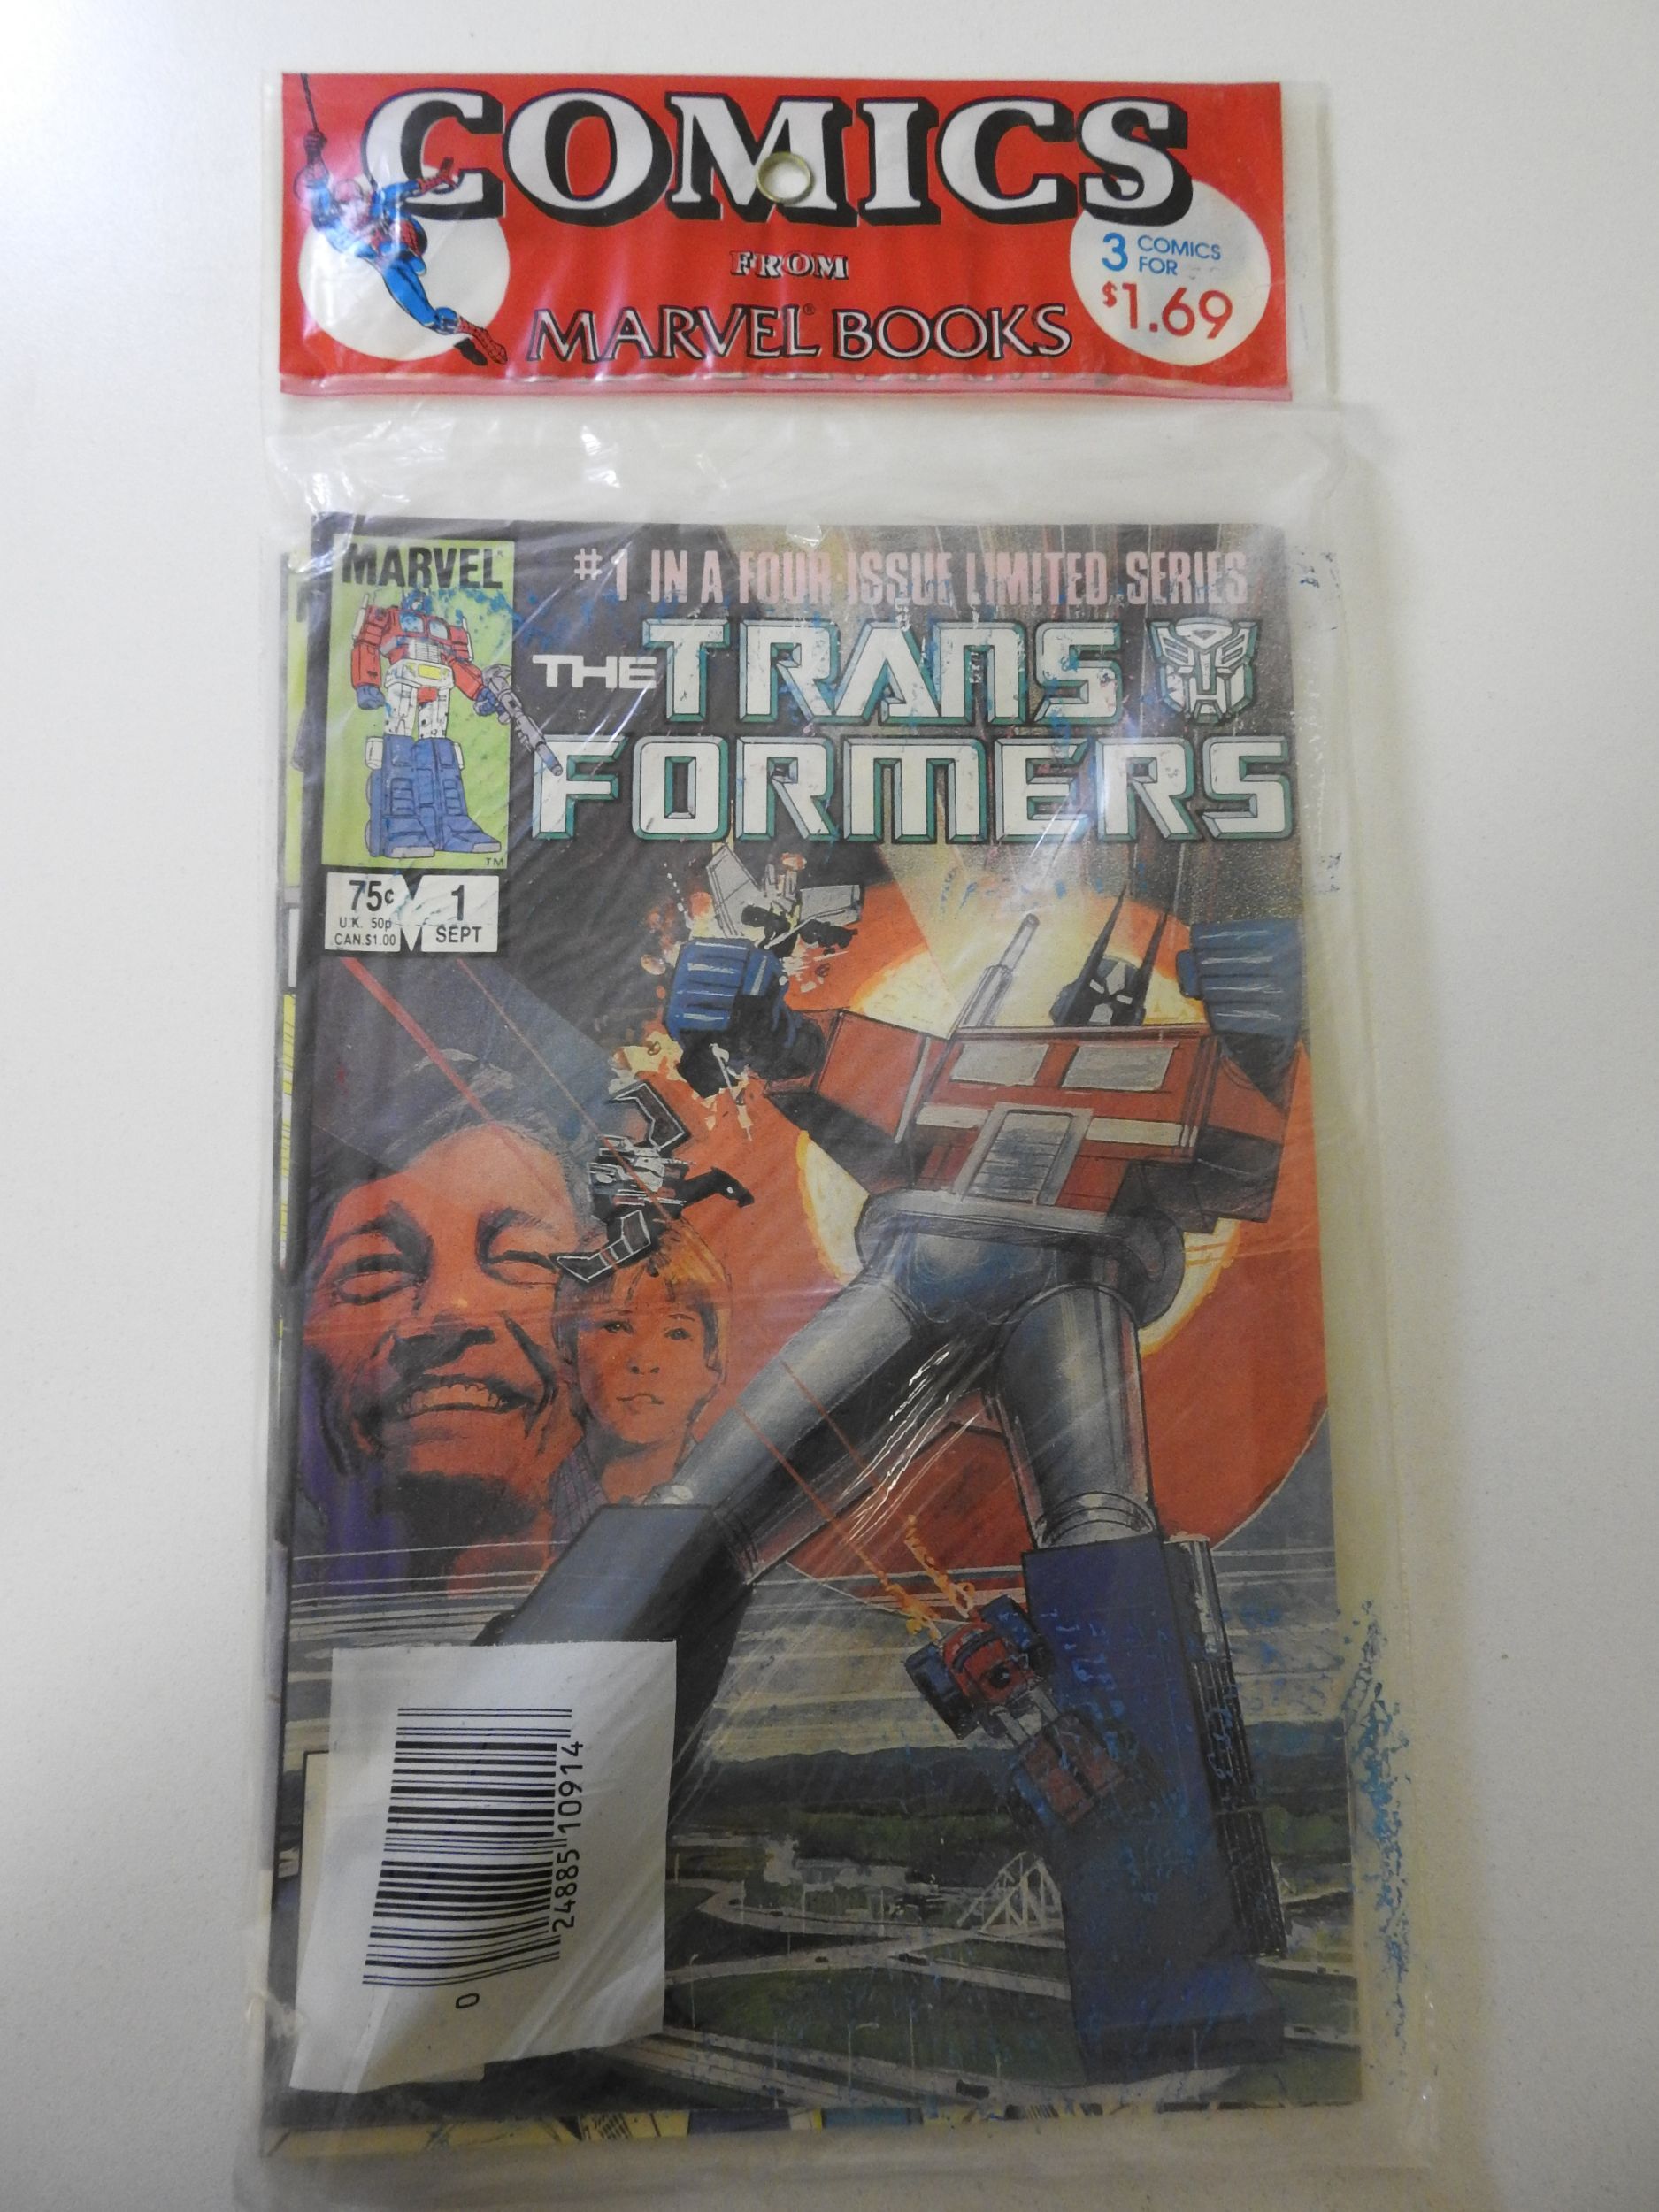 COMICS
FROM
MARVEL® BOOKS
3 COMICS
FOR
$1.69
MARVEL®
TM
75¢
U.K. 50p
CAN.$1.00
1
SEPT
#1 IN A FOUR ISSUE LIMITED SERIES
THE TRANS
FORMERS
0 24885 10914